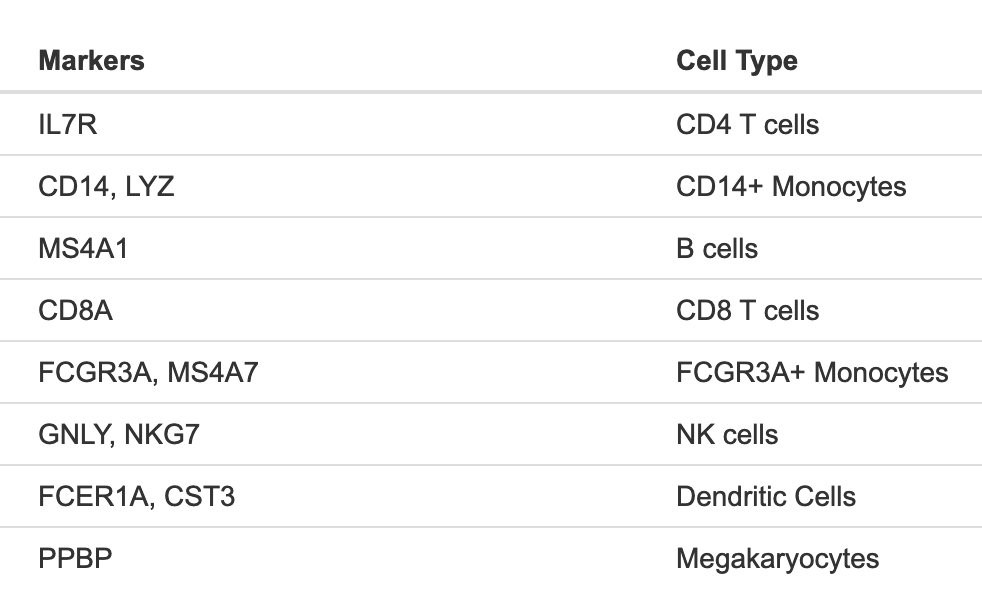 Markers Cell Type
IL7R CD4 T cells
CD14, LYZ CD14+ Monocytes
MS4A1 B cells
CD8A CD8 T cells
FCGR3A, MS4A7 FCGR3A+ Monocytes
GNLY, NKG7 NK cells
FCER1A, CST3 Dendritic Cells
PPBP Megakaryocytes